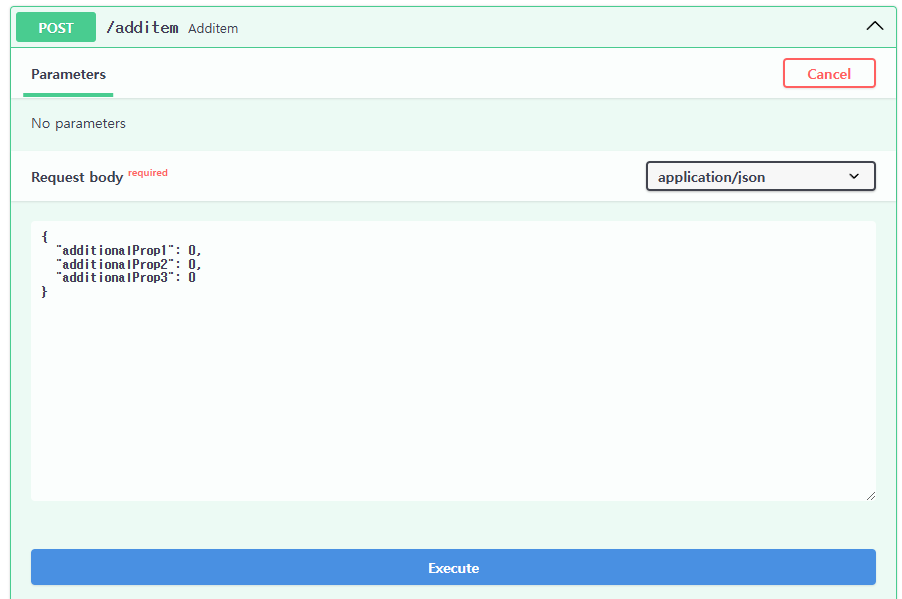 POST /additem Additem
Parameters
Cancel
No parameters
Request body required
application/json
{
  "additionalProp1": 0,
  "additionalProp2": 0,
  "additionalProp3": 0
}
Execute